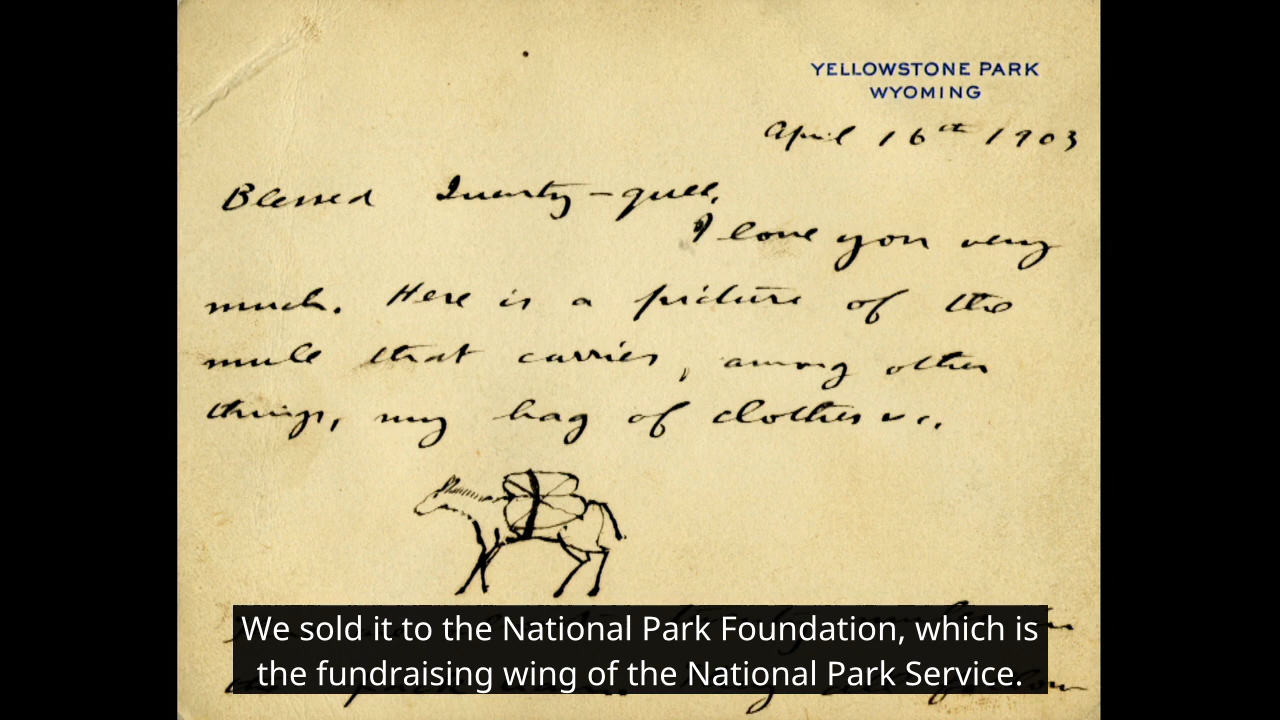 YELLOWSTONE PARK
WYOMING
April 16th 1903
Blessed Quenty-quee,
I love you very
much. Here is a picture of the
mule that carries, among other
things, my bag of clothes &c.
We sold it to the National Park Foundation, which is
the fundraising wing of the National Park Service.